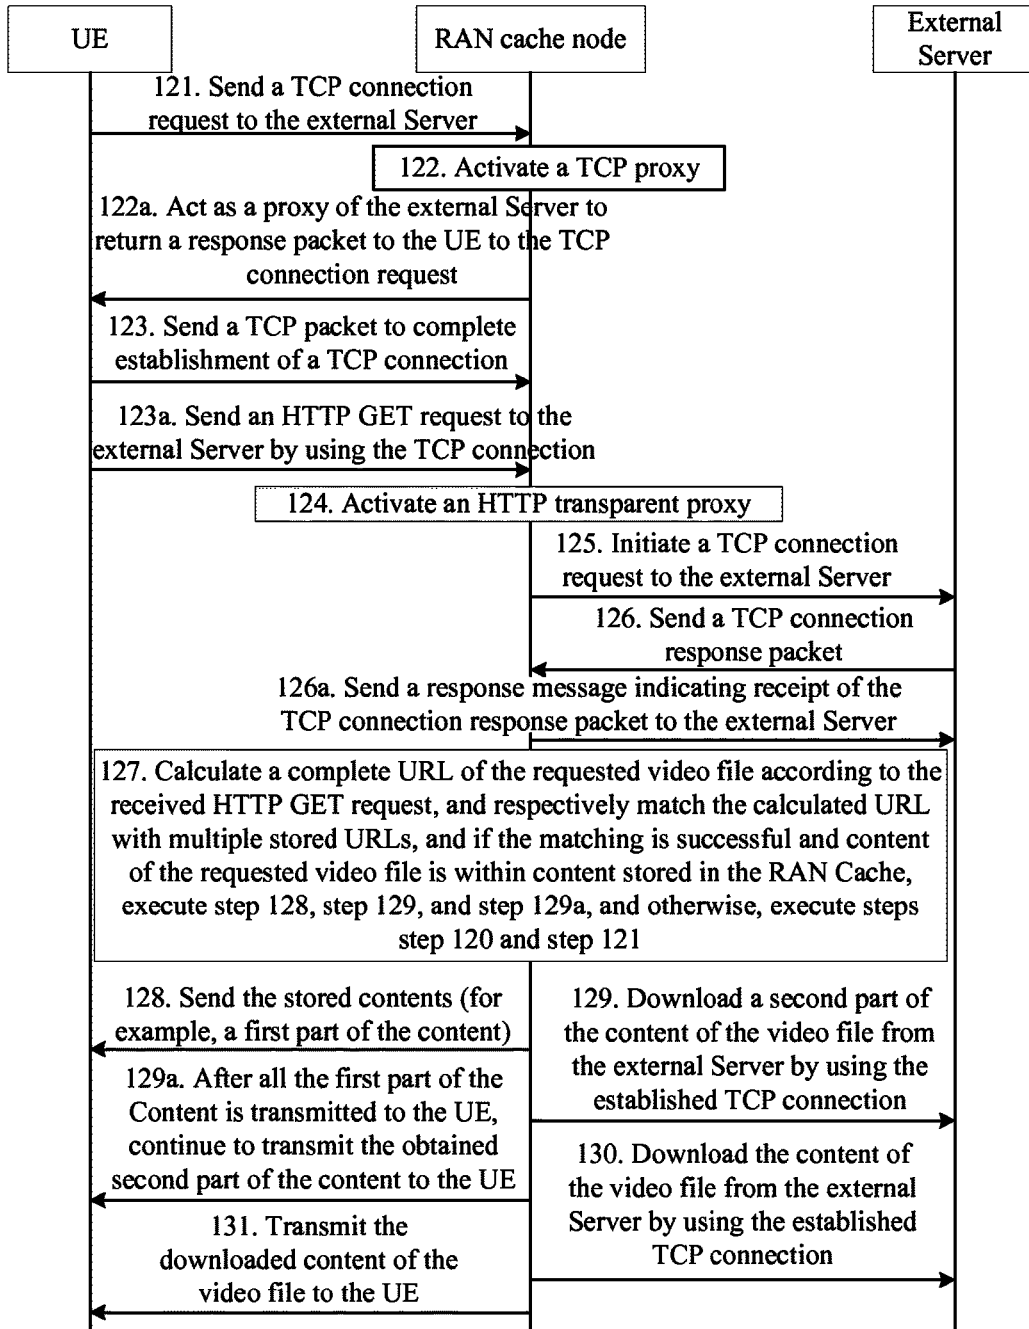 UE
RAN cache node
External
Server
121. Send a TCP connection
request to the external Server
122. Activate a TCP proxy
122a. Act as a proxy of the external Server to
return a response packet to the UE to the TCP
connection request
123. Send a TCP packet to complete
establishment of a TCP connection
123a. Send an HTTP GET request to the
external Server by using the TCP connection
124. Activate an HTTP transparent proxy
125. Initiate a TCP connection
request to the external Server
126. Send a TCP connection
response packet
126a. Send a response message indicating receipt of the
TCP connection response packet to the external Server
127. Calculate a complete URL of the requested video file according to the
received HTTP GET request, and respectively match the calculated URL
with multiple stored URLs, and if the matching is successful and content
of the requested video file is within content stored in the RAN Cache,
execute step 128, step 129, and step 129a, and otherwise, execute steps
step 120 and step 121
128. Send the stored contents (for
example, a first part of the content)
129. Download a second part of
the content of the video file from
the external Server by using the
established TCP connection
129a. After all the first part of the
Content is transmitted to the UE,
continue to transmit the obtained
second part of the content to the UE
130. Download the content of
the video file from the external
Server by using the established
TCP connection
131. Transmit the
downloaded content of the
video file to the UE